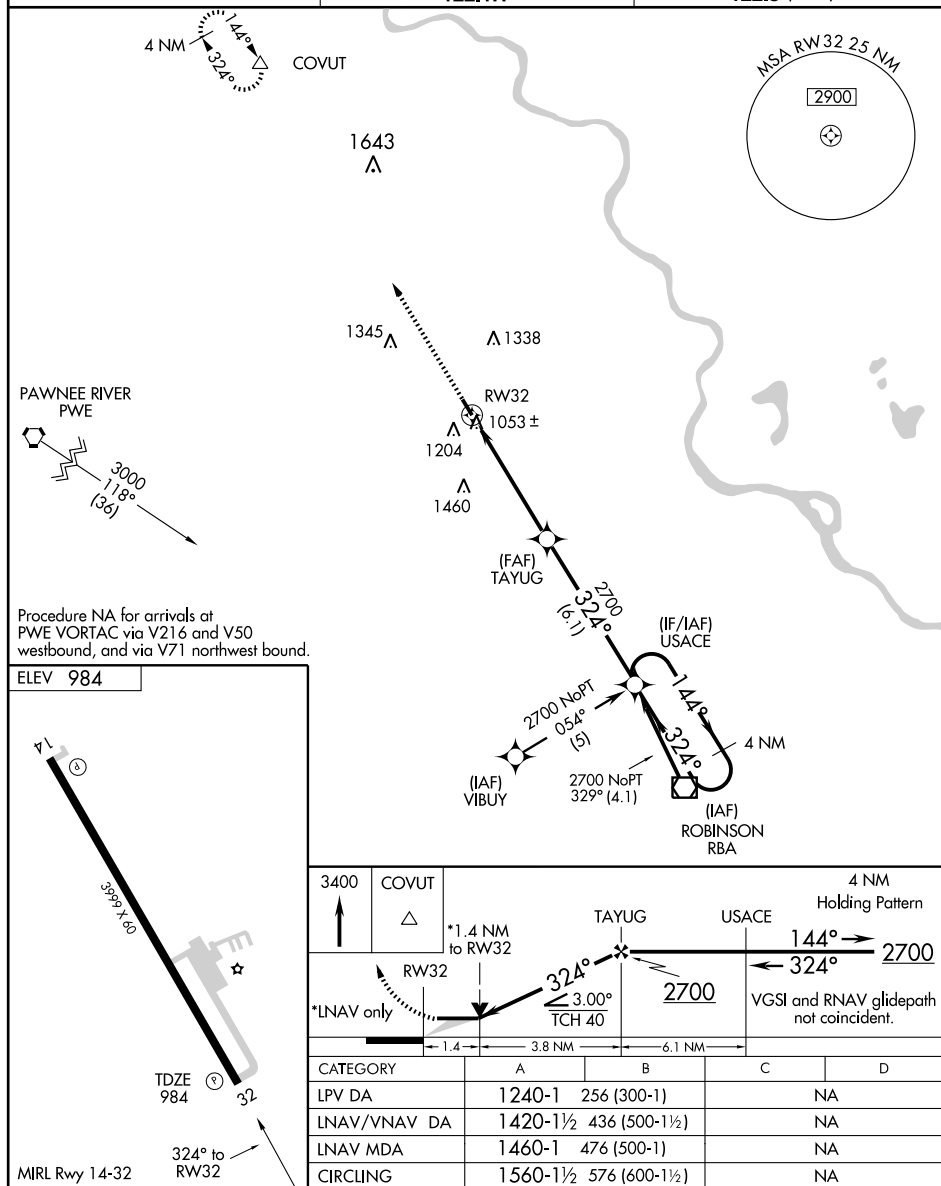 4 NM
144°
324°
COVUT
MSA RW32 25 NM
2900
1643
1345
1338
RW32
1053 ±
1204
1460
PAWNEE RIVER
PWE
3000
118°
(36)
(FAF)
TAYUG
2700
324°
(6.1)
(IF/IAF)
USACE
144°
324°
4 NM
2700 NoPT
054°
(5)
(IAF)
VIBUY
2700 NoPT
329° (4.1)
(IAF)
ROBINSON
RBA
Procedure NA for arrivals at
PWE VORTAC via V216 and V50
westbound, and via V71 northwest bound.
ELEV 984
14
P
3999 X 60
TDZE
984
P
32
324° to
RW32
MIRL Rwy 14-32
3400
COVUT
*1.4 NM
to RW32
TAYUG
USACE
4 NM
Holding Pattern
144°
324°
2700
RW32
324°
2700
*LNAV only
3.00°
TCH 40
VGSI and RNAV glidepath
not coincident.
1.4
3.8 NM
6.1 NM
CATEGORY A B C D
LPV DA 1240-1 256 (300-1) NA
LNAV/VNAV DA 1420-1½ 436 (500-1½) NA
LNAV MDA 1460-1 476 (500-1) NA
CIRCLING 1560-1½ 576 (600-1½) NA